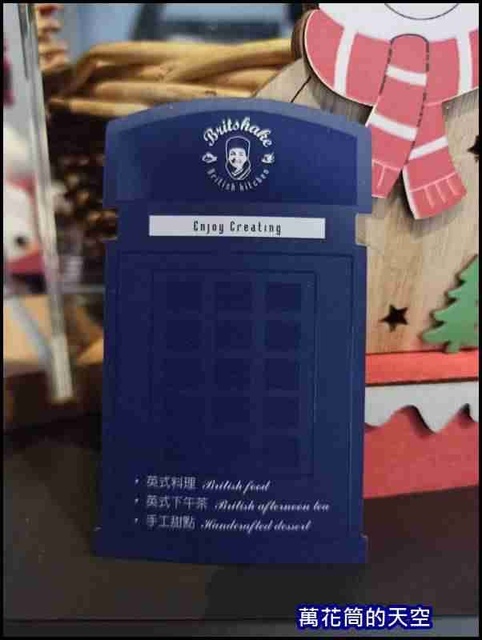 Britshake
British kitchen
Enjoy Creating
· 英式料理 British food
· 英式下午茶 British afternoon tea
· 手工甜點 Handcrafted dessert
萬花筒的天空